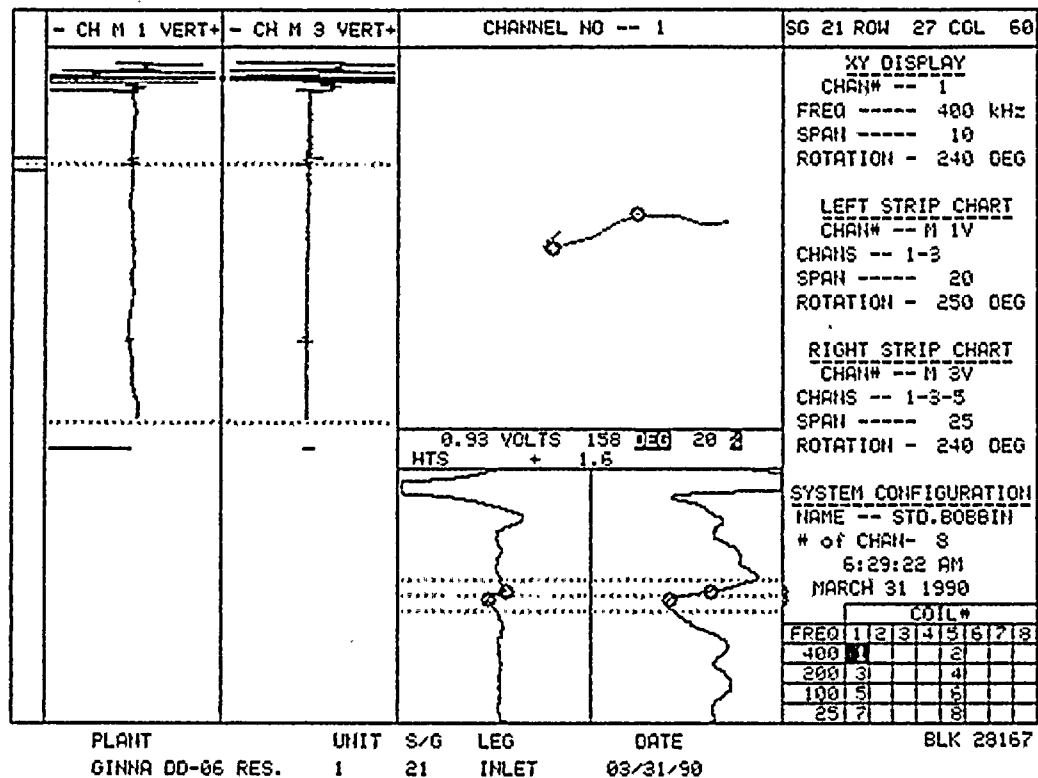 - CH M 1 VERT+
- CH M 3 VERT+
CHANNEL NO -- 1
SG 21 ROW 27 COL 60
XY DISPLAY
CHAN# -- 1
FREQ ----- 400 kHz
SPAN ----- 10
ROTATION - 240 DEG
LEFT STRIP CHART
CHAN# -- M 1V
CHANS -- 1-3
SPAN ----- 20
ROTATION - 250 DEG
RIGHT STRIP CHART
CHAN# -- M 3V
CHANS -- 1-3-5
SPAN ----- 25
ROTATION - 240 DEG
0.93 VOLTS 158 DEG 20 %
HTS + 1.6
SYSTEM CONFIGURATION
NAME -- STD.BOBBIN
# of CHAN- 8
6:29:22 AM
MARCH 31 1990
COIL#
FREQ 1 2 3 4 5 6 7 8
400 1 2
200 3 4
100 5 6
25 7 8
PLANT UNIT S/G LEG DATE BLK 28167
GINNA DD-06 RES. 1 21 INLET 03/31/90